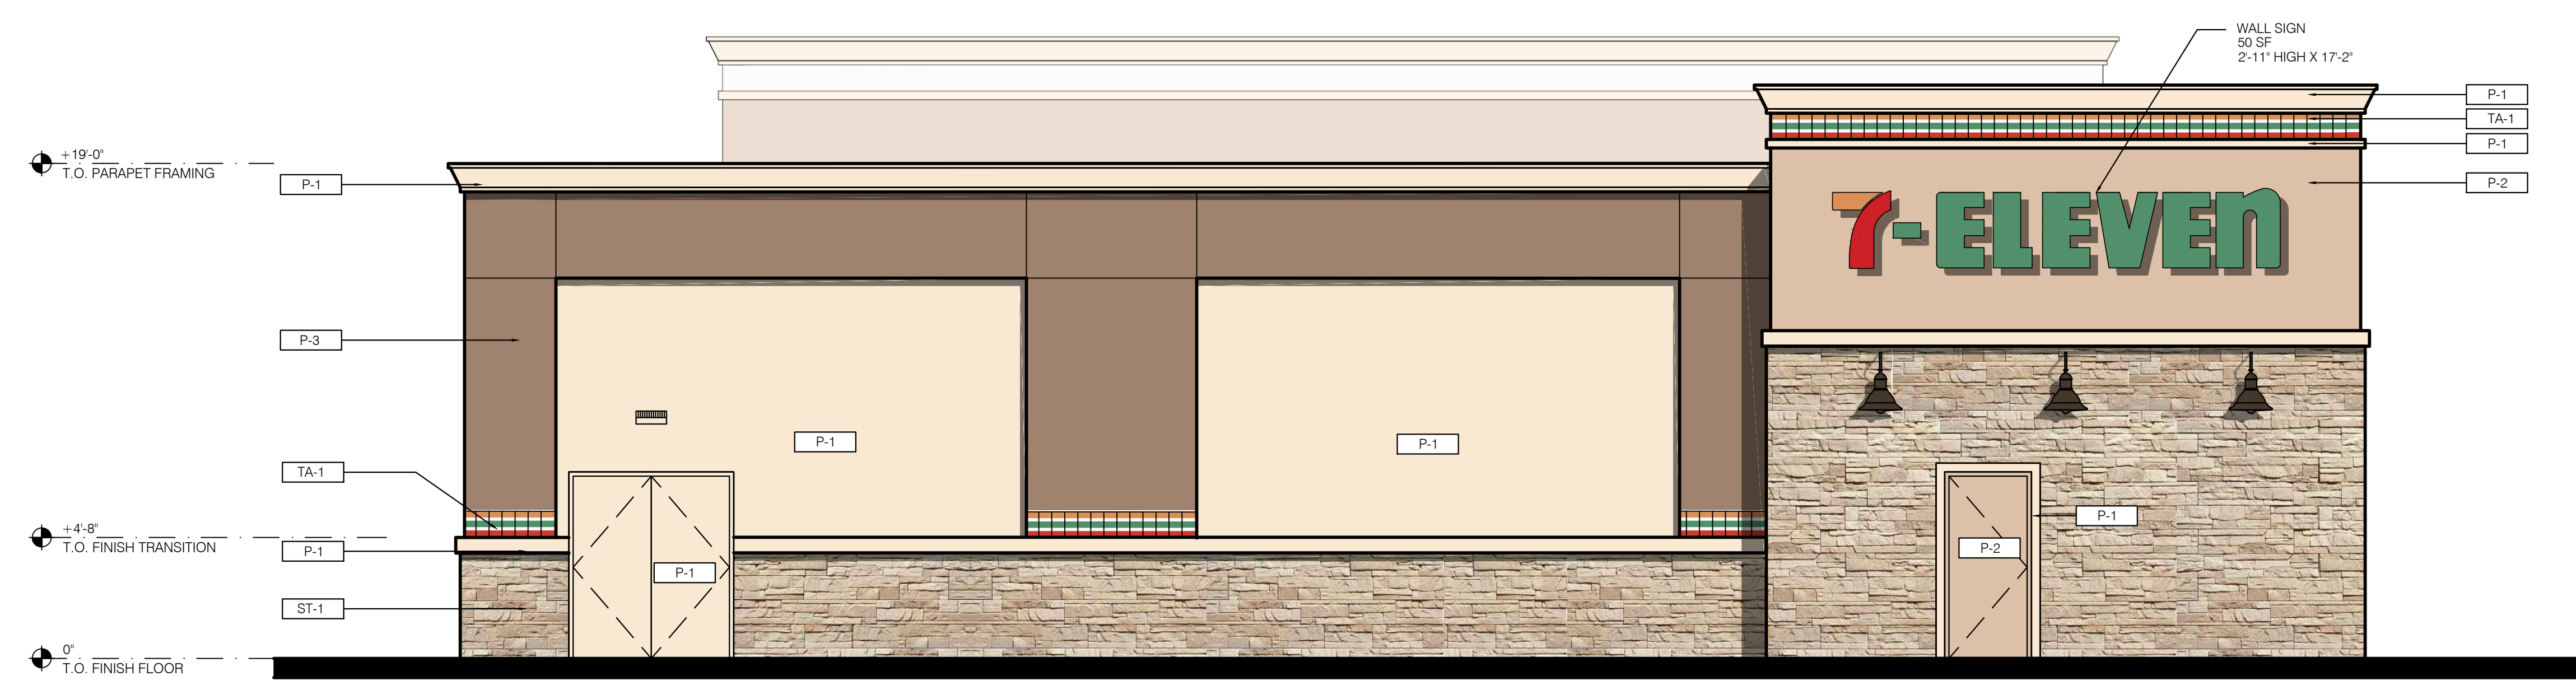 WALL SIGN
50 SF
2'-11" HIGH X 17'-2"
P-1
TA-1
P-1
P-2
+19'-0"
T.O. PARAPET FRAMING
P-1
7-ELEVEn
P-3
P-1
P-1
TA-1
+4'-8"
T.O. FINISH TRANSITION
P-1
P-1
P-1
P-2
ST-1
0"
T.O. FINISH FLOOR